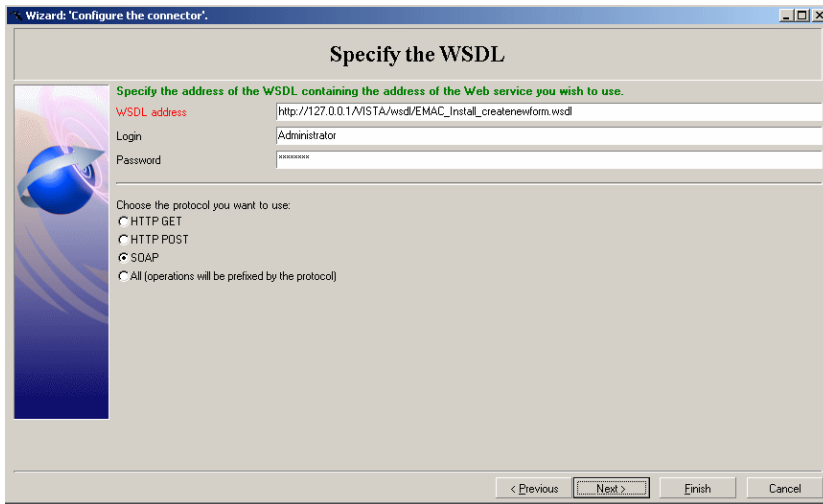 Wizard: 'Configure the connector'.
Specify the WSDL
Specify the address of the WSDL containing the address of the Web service you wish to use.
WSDL address http://127.0.0.1/VISTA/wsdl/EMAC_Install_createnewform.wsdl
Login Administrator
Password ××××××××
Choose the protocol you want to use:
HTTP GET
HTTP POST
SOAP
All (operations will be prefixed by the protocol)
< Previous Next > Finish Cancel